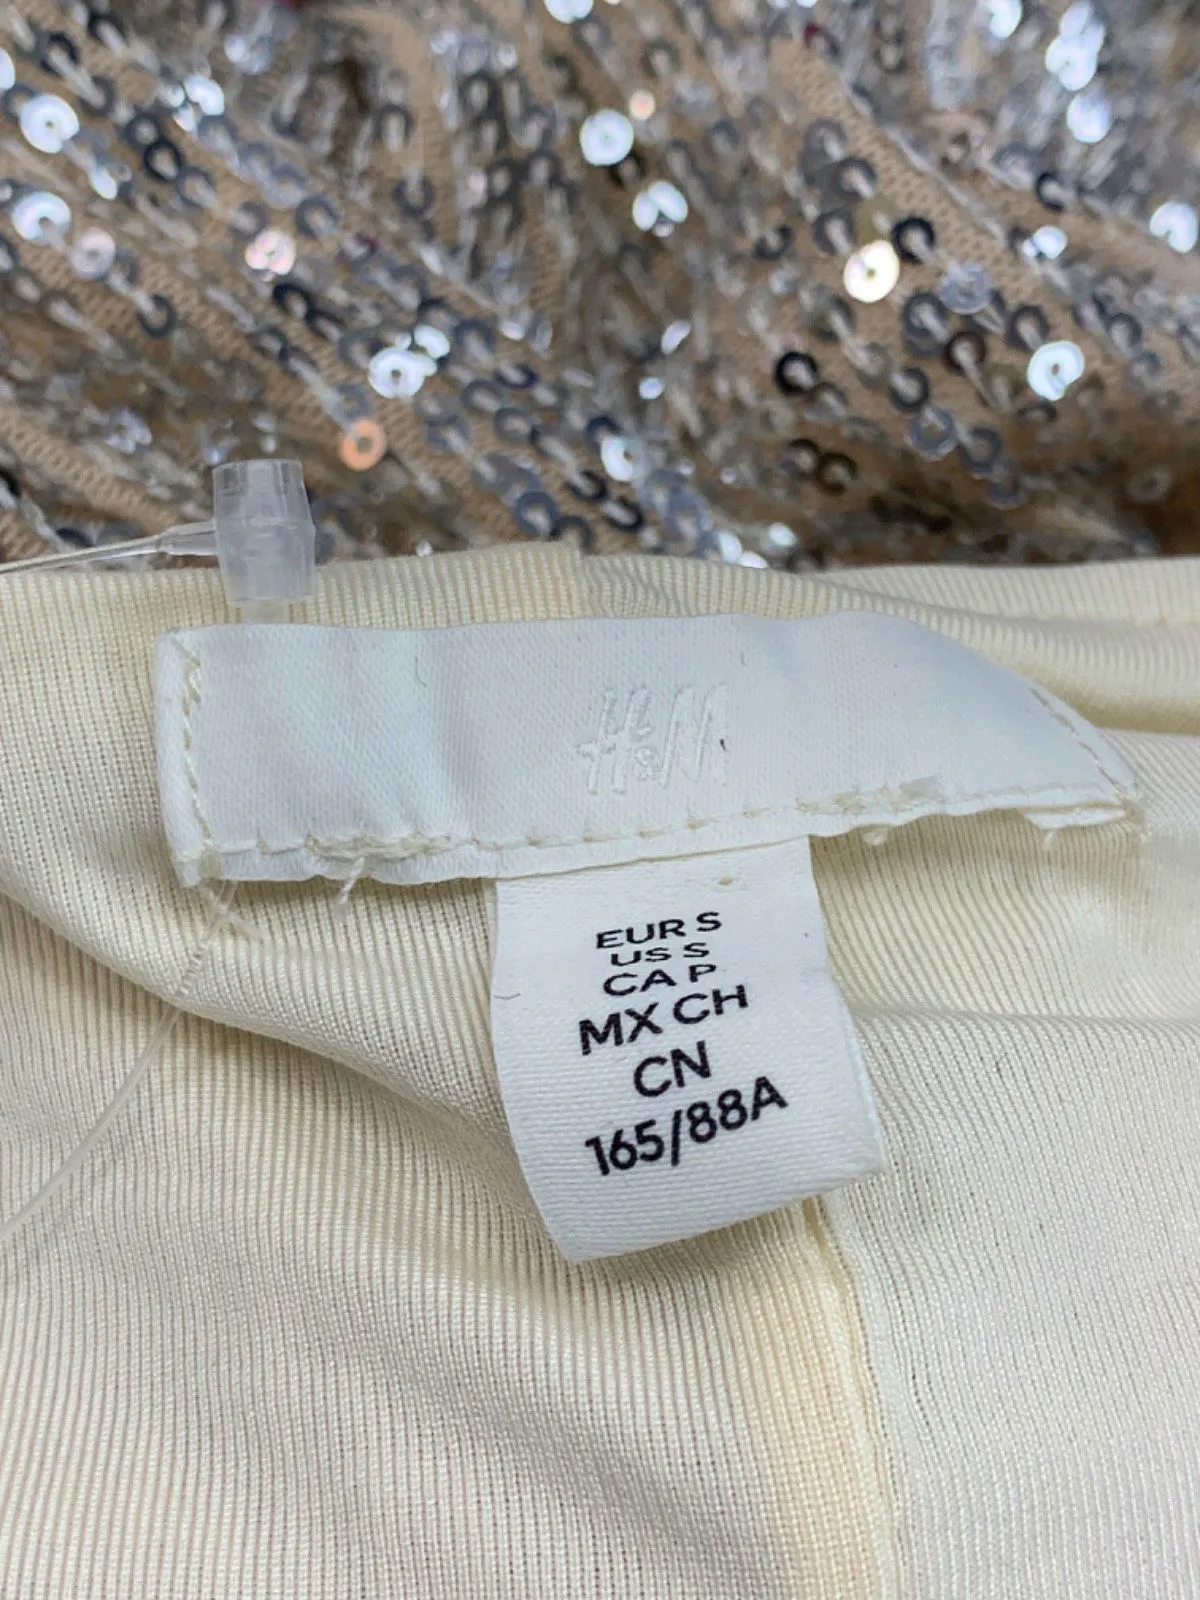 H&M
EUR S
US S
CA P
MX CH
CN
165/88A